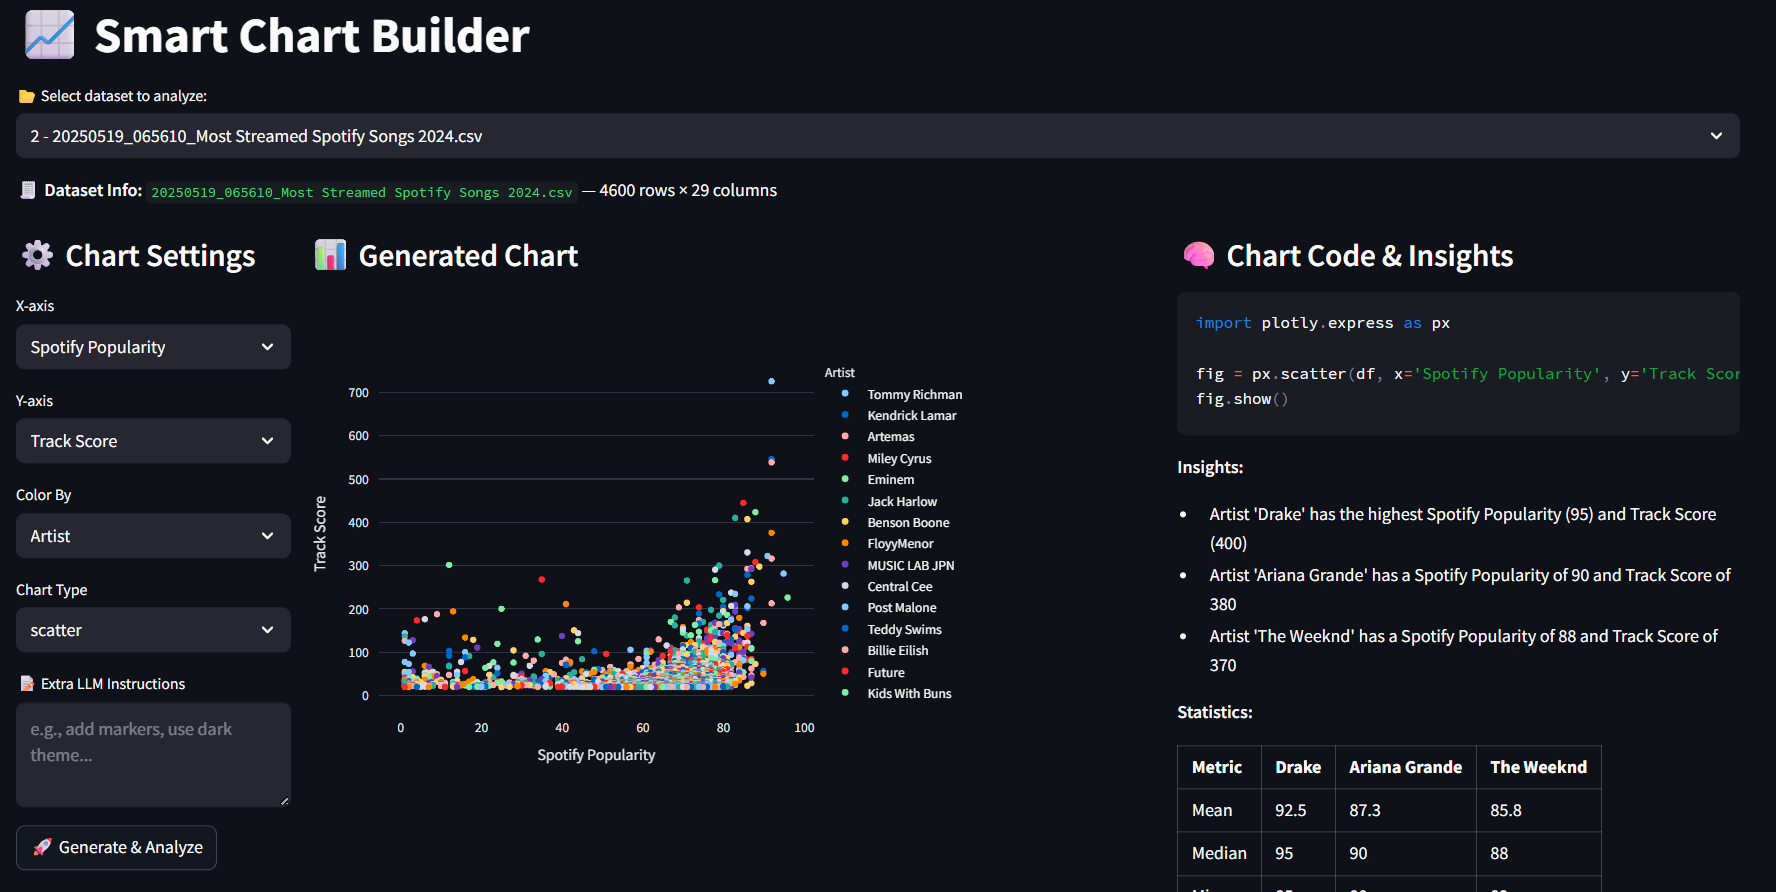 Smart Chart Builder
Select dataset to analyze:
2 - 20250519_065610_Most Streamed Spotify Songs 2024.csv
Dataset Info: 20250519_065610_Most Streamed Spotify Songs 2024.csv — 4600 rows × 29 columns
Chart Settings
X-axis
Spotify Popularity
Y-axis
Track Score
Color By
Artist
Chart Type
scatter
Extra LLM Instructions
e.g., add markers, use dark
theme...
Generate & Analyze
Generated Chart
700
600
500
400
300
200
100
0
Track Score
0 20 40 60 80 100
Spotify Popularity
Artist
Tommy Richman
Kendrick Lamar
Artemas
Miley Cyrus
Eminem
Jack Harlow
Benson Boone
FloyyMenor
MUSIC LAB JPN
Central Cee
Post Malone
Teddy Swims
Billie Eilish
Future
Kids With Buns
Chart Code & Insights
import plotly.express as px
fig = px.scatter(df, x='Spotify Popularity', y='Track Scor
fig.show()
Insights:
• Artist 'Drake' has the highest Spotify Popularity (95) and Track Score
(400)
• Artist 'Ariana Grande' has a Spotify Popularity of 90 and Track Score of
380
• Artist 'The Weeknd' has a Spotify Popularity of 88 and Track Score of
370
Statistics:
Metric Drake Ariana Grande The Weeknd
Mean 92.5 87.3 85.8
Median 95 90 88